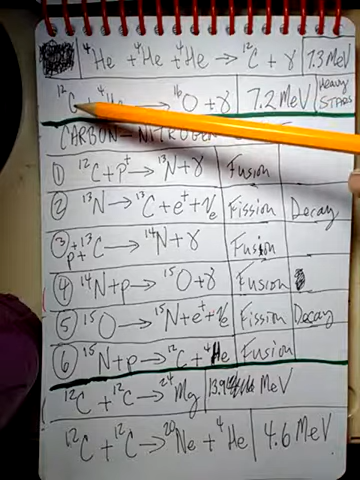 ⁴He + ⁴He + ⁴He → ¹²C + γ 7.3 MeV
¹²C ⁴He → ¹⁶O + γ 7.2 MeV Heavy STARS
CARBON - NITROGEN
① ¹²C + p⁺ → ¹³N + γ Fusion
② ¹³N → ¹³C + e⁺ + νe Fission Decay
③ p⁺ + ¹³C → ¹⁴N + γ Fusion
④ ¹⁴N + p → ¹⁵O + γ Fusion
⑤ ¹⁵O → ¹⁵N + e⁺ + νe Fission Decay
⑥ ¹⁵N + p → ¹²C + ⁴He Fusion
¹²C + ¹²C → ²⁴Mg MeV
¹²C + ¹²C → ²⁰Ne + ⁴He 4.6 MeV